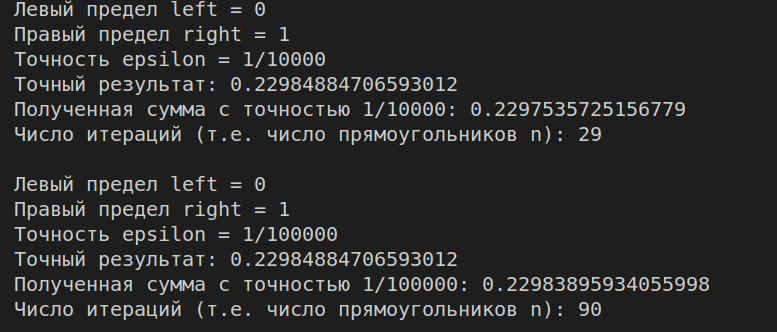 Левый предел left = 0
Правый предел right = 1
Точность epsilon = 1/10000
Точный результат: 0.22984884706593012
Полученная сумма с точностью 1/10000: 0.2297535725156779
Число итераций (т.е. число прямоугольников n): 29
Левый предел left = 0
Правый предел right = 1
Точность epsilon = 1/100000
Точный результат: 0.22984884706593012
Полученная сумма с точностью 1/100000: 0.22983895934055998
Число итераций (т.е. число прямоугольников n): 90